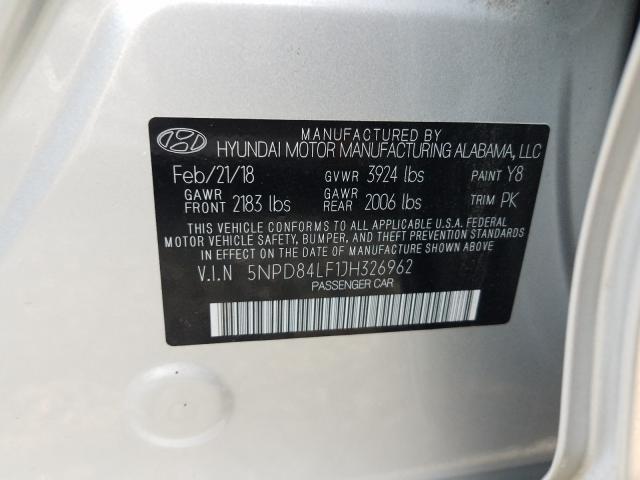 MANUFACTURED BY
HYUNDAI MOTOR MANUFACTURING ALABAMA, LLC
Feb/21/18 GVWR 3924 lbs PAINT Y8
GAWR FRONT 2183 lbs GAWR REAR 2006 lbs TRIM PK
THIS VEHICLE CONFORMS TO ALL APPLICABLE U.S.A. FEDERAL
MOTOR VEHICLE SAFETY, BUMPER, AND THEFT PREVENTION
STANDARDS IN EFFECT ON THE DATE OF MANUFACTURE SHOWN ABOVE.
V.I.N 5NPD84LF1JH326962
PASSENGER CAR